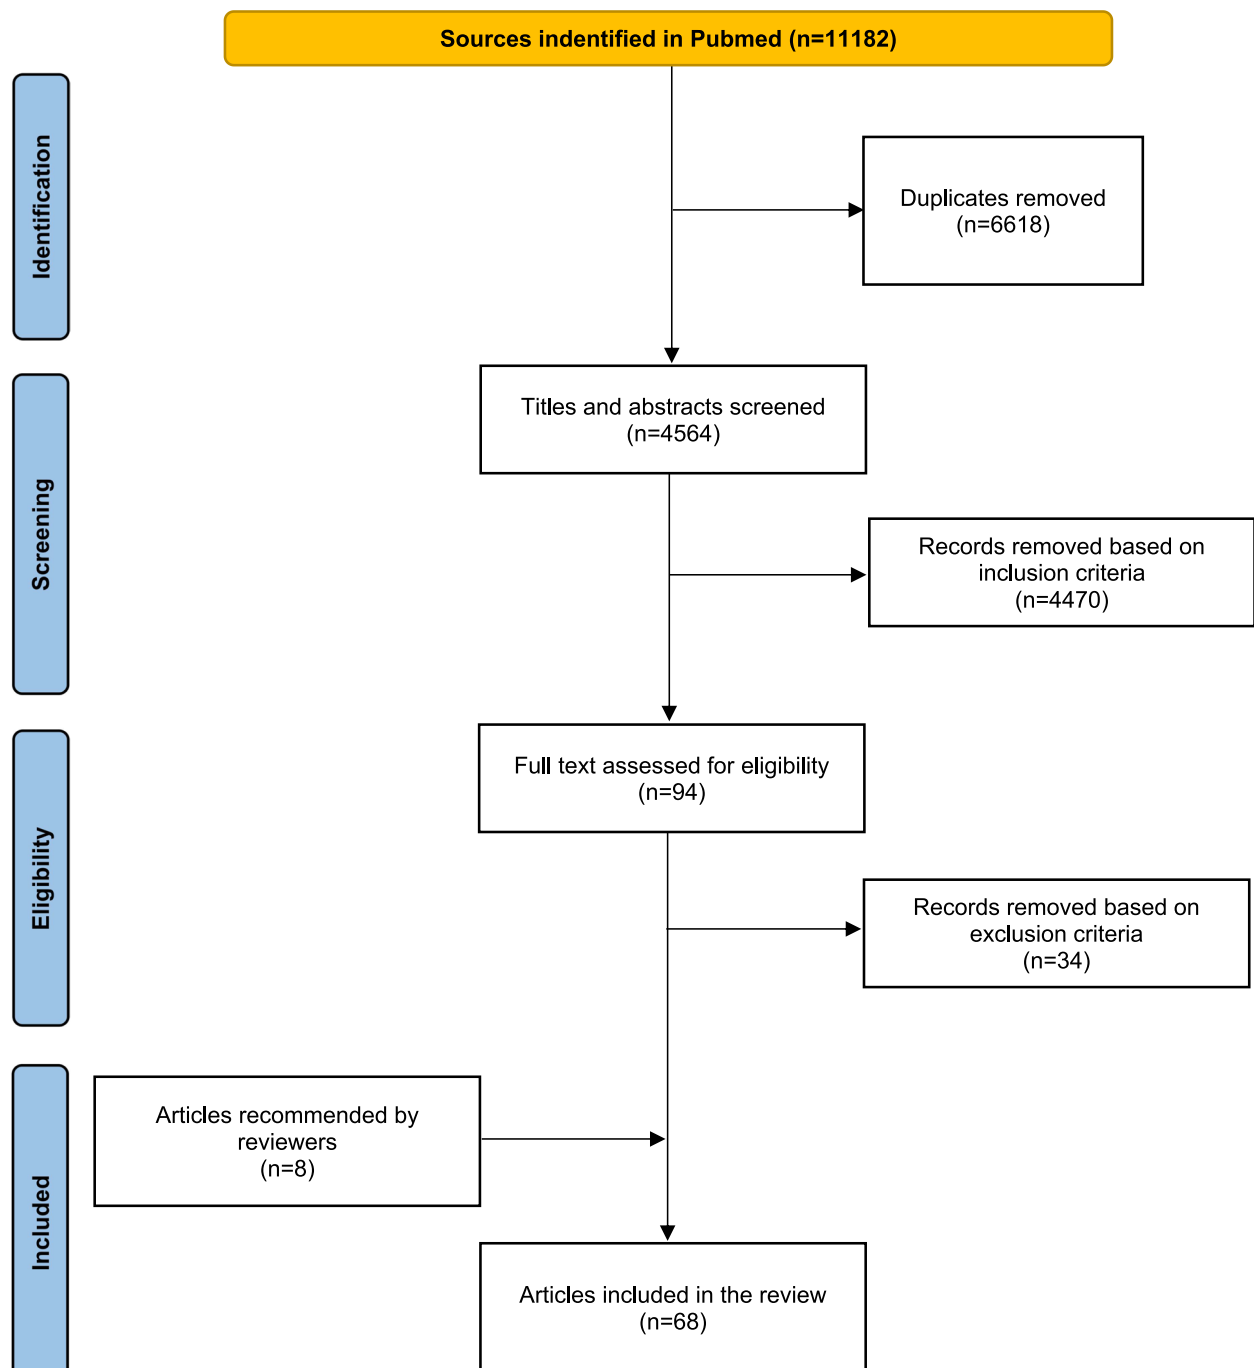 Sources indentified in Pubmed (n=11182)
Identification
Duplicates removed
(n=6618)
Titles and abstracts screened
(n=4564)
Screening
Records removed based on
inclusion criteria
(n=4470)
Full text assessed for eligibility
(n=94)
Eligibility
Records removed based on
exclusion criteria
(n=34)
Articles recommended by
reviewers
(n=8)
Included
Articles included in the review
(n=68)